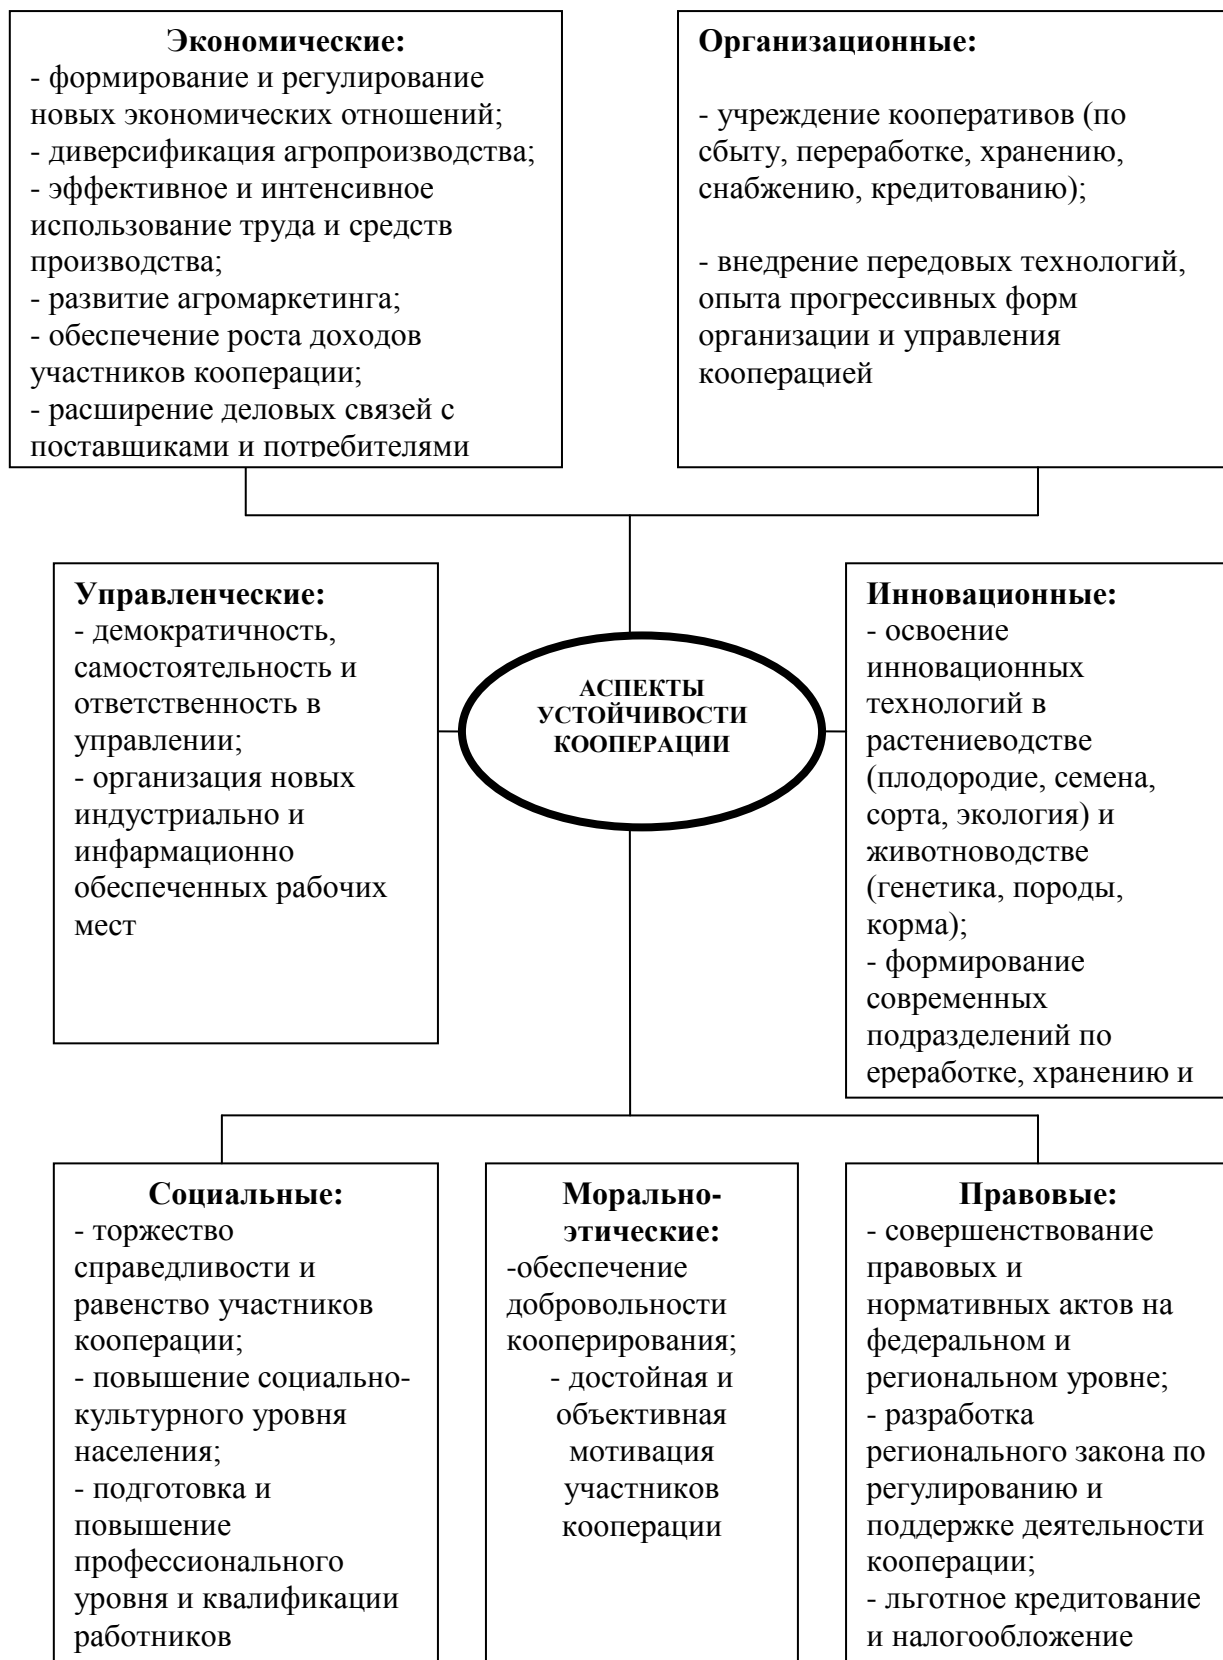 Экономические:
- формирование и регулирование
новых экономических отношений;
- диверсификация агропроизводства;
- эффективное и интенсивное
использование труда и средств
производства;
- развитие агромаркетинга;
- обеспечение роста доходов
участников кооперации;
- расширение деловых связей с
поставщиками и потребителями
Организационные:
- учреждение кооперативов (по
сбыту, переработке, хранению,
снабжению, кредитованию);
- внедрение передовых технологий,
опыта прогрессивных форм
организации и управления
кооперацией
Управленческие:
- демократичность,
самостоятельность и
ответственность в
управлении;
- организация новых
индустриально и
инфармационно
обеспеченных рабочих
мест
АСПЕКТЫ
УСТОЙЧИВОСТИ
КООПЕРАЦИИ
Инновационные:
- освоение
инновационных
технологий в
растениеводстве
(плодородие, семена,
сорта, экология) и
животноводстве
(генетика, породы,
корма);
- формирование
современных
подразделений по
ереработке, хранению и
Социальные:
- торжество
справедливости и
равенство участников
кооперации;
- повышение социально-
культурного уровня
населения;
- подготовка и
повышение
профессионального
уровня и квалификации
работников
Морально-
этические:
-обеспечение
добровольности
кооперирования;
- достойная и
объективная
мотивация
участников
кооперации
Правовые:
- совершенствование
правовых и
нормативных актов на
федеральном и
региональном уровне;
- разработка
регионального закона по
регулированию и
поддержке деятельности
кооперации;
- льготное кредитование
и налогообложение